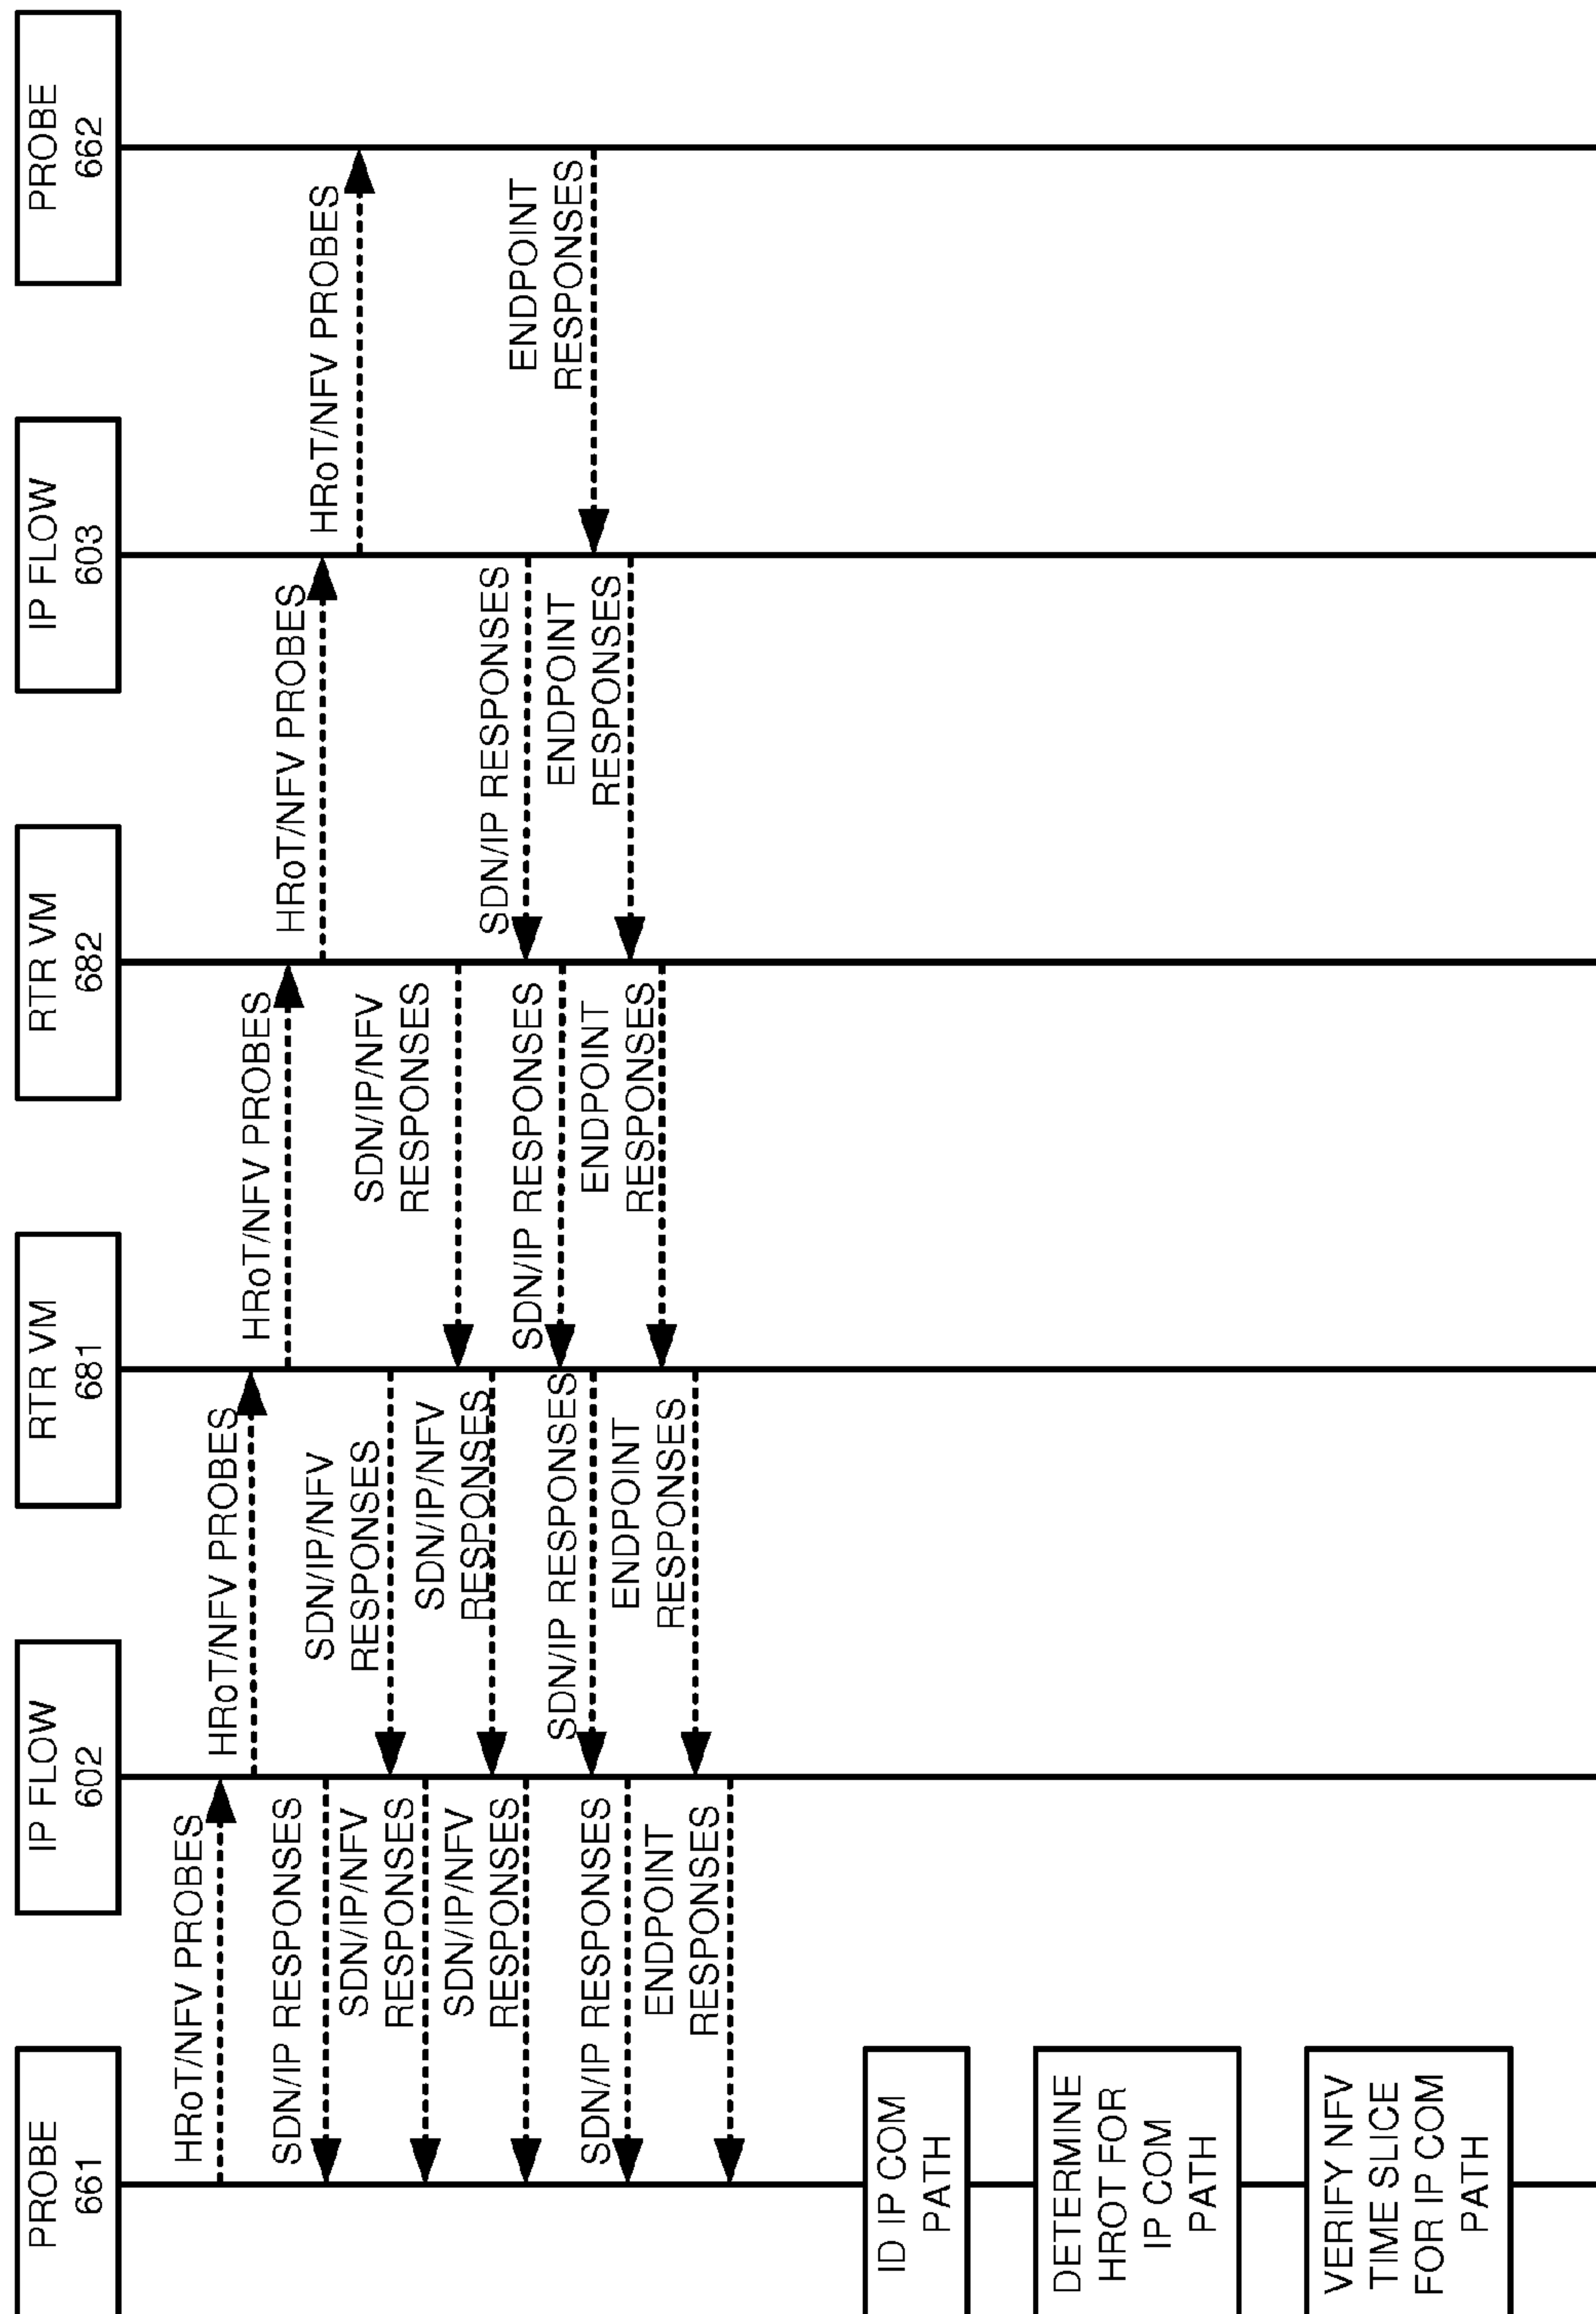 PROBE
661
IP FLOW
602
RTR VM
681
RTR VM
682
IP FLOW
603
PROBE
662
HRoT/NFV PROBES
HRoT/NFV PROBES
HRoT/NFV PROBES
HRoT/NFV PROBES
HRoT/NFV PROBES
SDN/IP RESPONSES
SDN/IP/NFV
RESPONSES
SDN/IP/NFV
RESPONSES
SDN/IP RESPONSES
ENDPOINT
RESPONSES
SDN/IP/NFV
RESPONSES
SDN/IP/NFV
RESPONSES
SDN/IP RESPONSES
ENDPOINT
RESPONSES
SDN/IP/NFV
RESPONSES
SDN/IP RESPONSES
ENDPOINT
RESPONSES
SDN/IP RESPONSES
ENDPOINT
RESPONSES
ENDPOINT
RESPONSES
ID IP COM
PATH
DETERMINE
HROT FOR
IP COM
PATH
VERIFY NFV
TIME SLICE
FOR IP COM
PATH